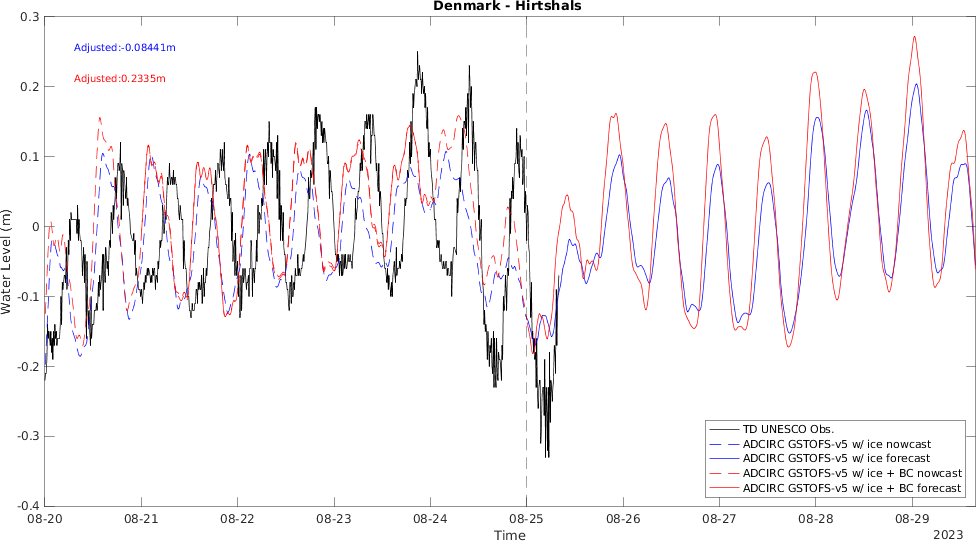 Denmark - Hirtshals
Adjusted:-0.08441m
Adjusted:0.2335m
0.3
0.2
0.1
0
-0.1
-0.2
-0.3
-0.4
Water Level (m)
TD UNESCO Obs.
ADCIRC GSTOFS-v5 w/ ice nowcast
ADCIRC GSTOFS-v5 w/ ice forecast
ADCIRC GSTOFS-v5 w/ ice + BC nowcast
ADCIRC GSTOFS-v5 w/ ice + BC forecast
08-20 08-21 08-22 08-23 08-24 08-25 08-26 08-27 08-28 08-29
Time
2023